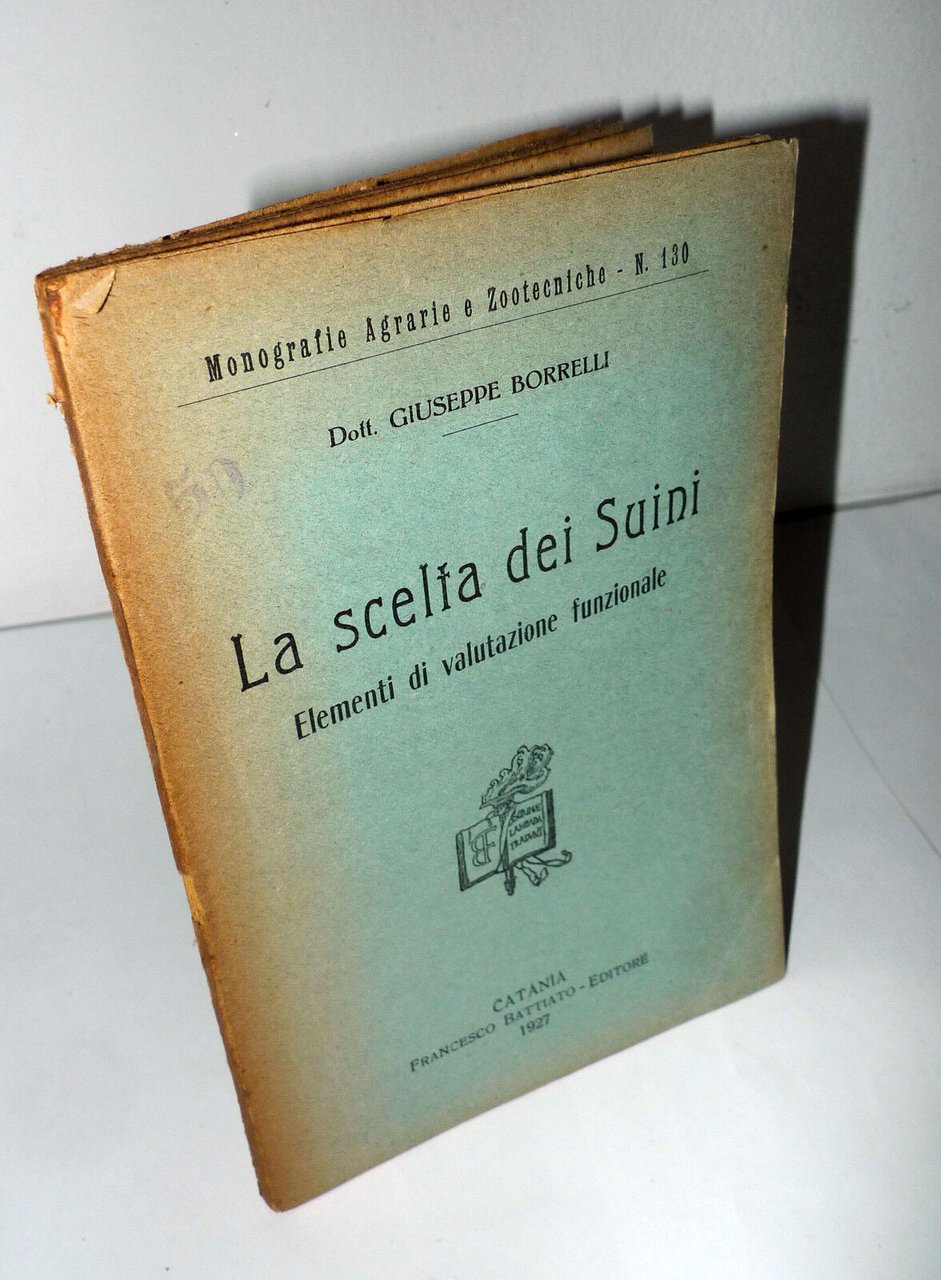 Monografie Agrarie e Zootecniche - N. 130
Dott. GIUSEPPE BORRELLI
50
La scelta dei Suini
Elementi di valutazione funzionale
LAMPADA
CATANIA
FRANCESCO BATTIATO - EDITORE
1927